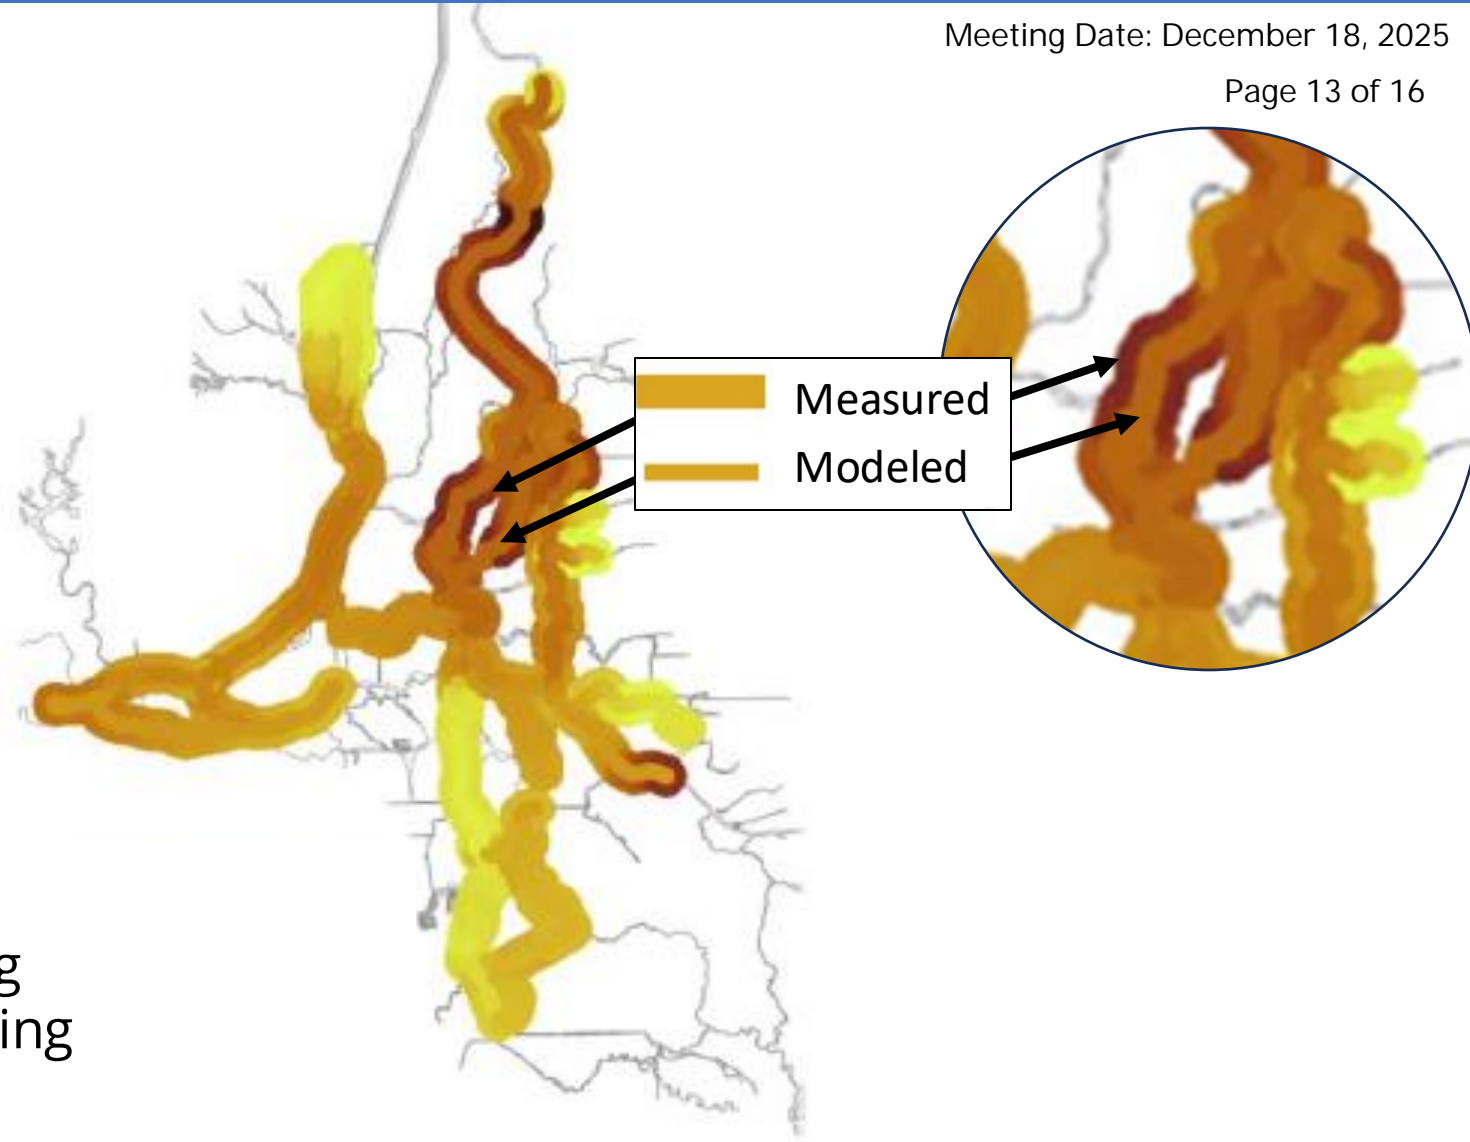 Meeting Date: December 18, 2025
Page 13 of 16
Measured
Modeled
g
ing